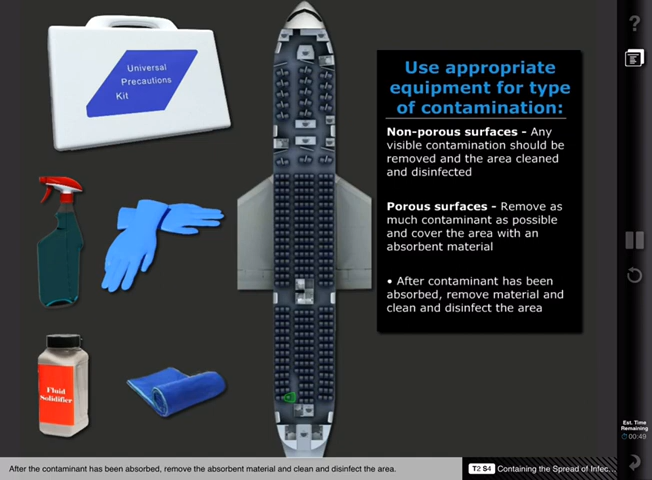 Universal
Precautions
Kit
Fluid
Solidifier
Use appropriate
equipment for type
of contamination:
Non-porous surfaces - Any
visible contamination should be
removed and the area cleaned
and disinfected
Porous surfaces - Remove as
much contaminant as possible
and cover the area with an
absorbent material
• After contaminant has been
absorbed, remove material and
clean and disinfect the area
?
Est. Time
Remaining
00:49
After the contaminant has been absorbed, remove the absorbent material and clean and disinfect the area.
T2 S4 Containing the Spread of Infec...